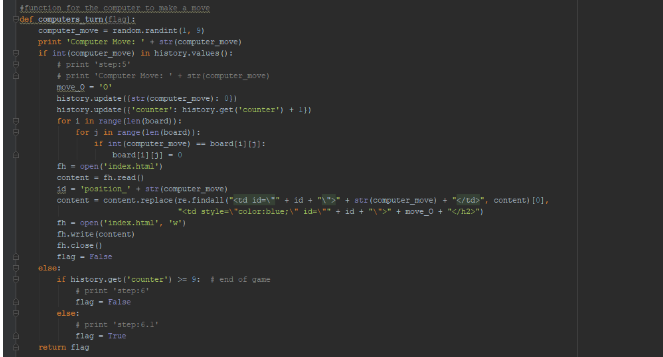 #function for the computer to make a move
def computers_turn(flag):
    computer_move = random.randint(1, 9)
    print 'Computer Move: ' + str(computer_move)
    if int(computer_move) in history.values():
        # print 'step:5'
        # print 'Computer Move: ' + str(computer_move)
        move_O = 'O'
        history.update({str(computer_move): 0})
        history.update({'counter': history.get('counter') + 1})
        for i in range(len(board)):
            for j in range(len(board)):
                if int(computer_move) == board[i][j]:
                    board[i][j] = 0
        fh = open('index.html')
        content = fh.read()
        id = 'position_' + str(computer_move)
        content = content.replace(re.findall("<td id=\"" + id + "\">" + str(computer_move) + "</td>", content)[0],
                                  "<td style=\"color:blue;\" id=\"" + id + "\">" + move_O + "</h2>")
        fh = open('index.html', 'w')
        fh.write(content)
        fh.close()
        flag = False
    else:
        if history.get('counter') >= 9:  # end of game
            # print 'step:6'
            flag = False
        else:
            # print 'step:6.1'
            flag = True
    return flag